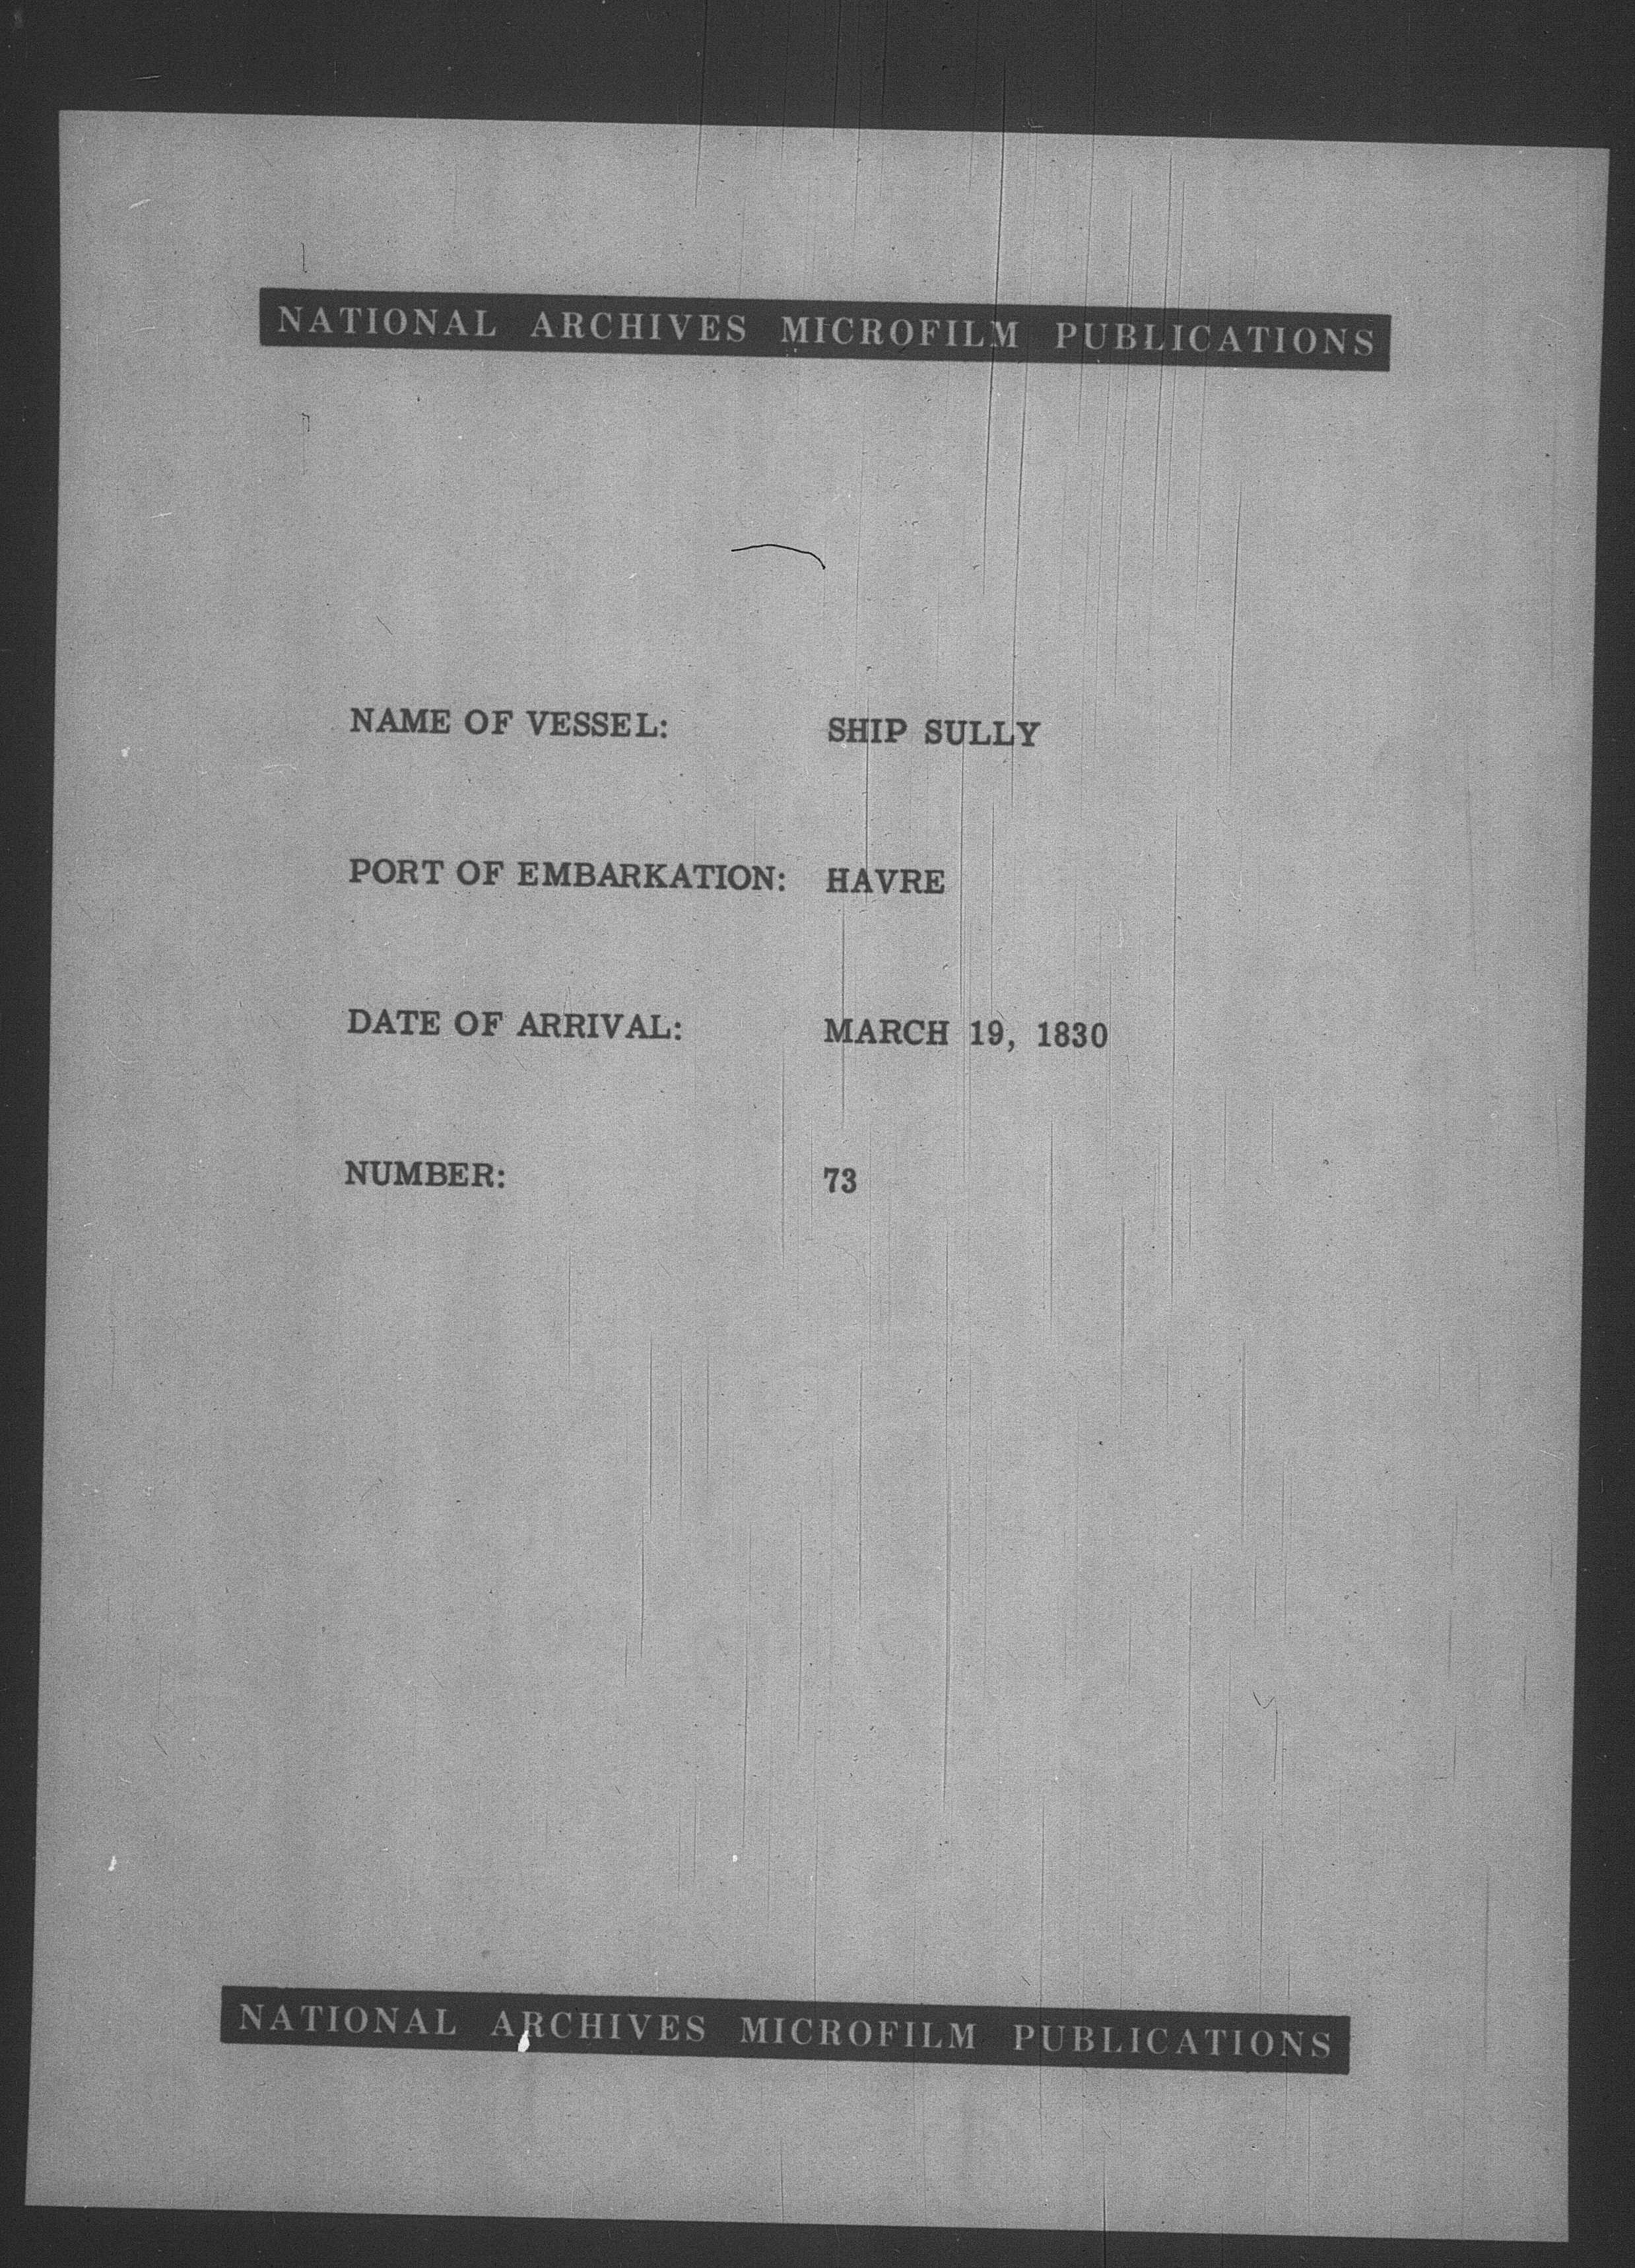 NATIONAL ARCHIVES MICROFILM PUBLICATIONS
NAME OF VESSEL: SHIP SULLY
PORT OF EMBARKATION: HAVRE
DATE OF ARRIVAL: MARCH 19, 1830
NUMBER: 73
NATIONAL ARCHIVES MICROFILM PUBLICATIONS